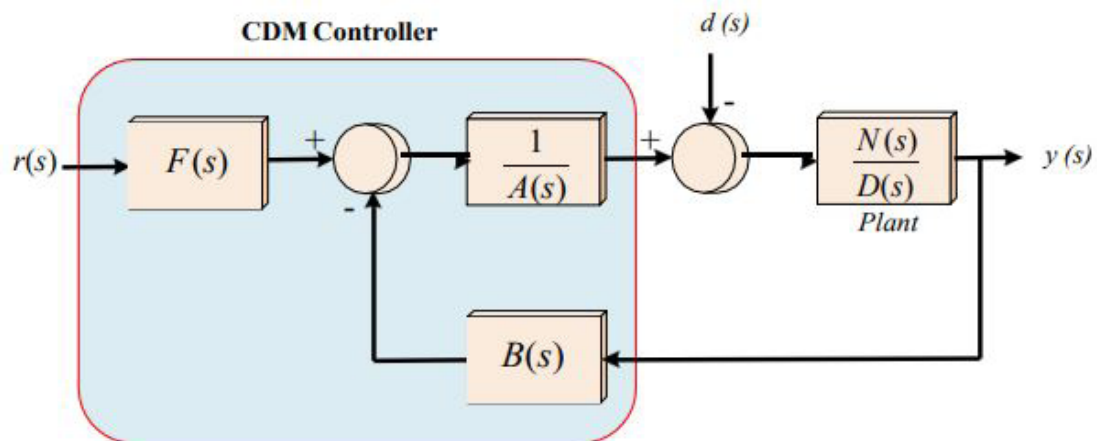 CDM Controller
d (s)
-
r(s)
F(s)
+
-
1
A(s)
+
N(s)
D(s)
Plant
y (s)
B(s)